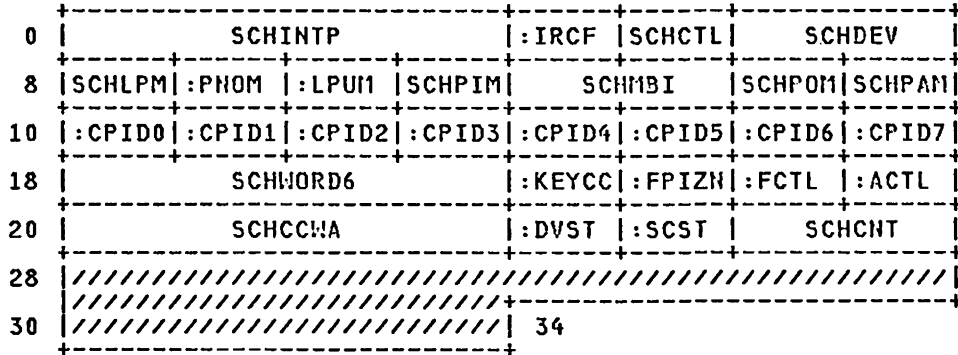 0 | SCHINTP |:IRCF |SCHCTL| SCHDEV |
8 |SCHLPM|:PNOM |:LPUM |SCHPIM| SCHMBI |SCHPOM|SCHPAM|
10 |:CPID0|:CPID1|:CPID2|:CPID3|:CPID4|:CPID5|:CPID6|:CPID7|
18 | SCHWORD6 |:KEYCC|:FPIZN|:FCTL |:ACTL |
20 | SCHCCWA |:DVST |:SCST | SCHCNT |
28 |///////////////////////////////////////////////////////|
30 |///////////////////////////| 34